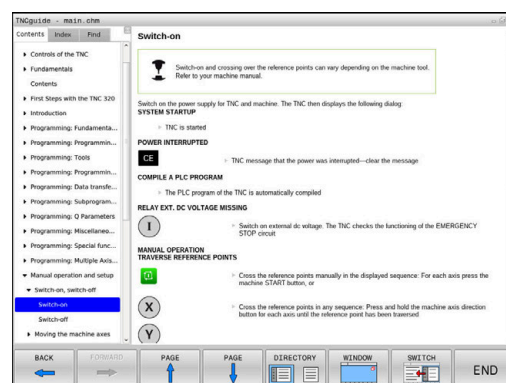 TNCguide - main.chm
Contents Index Find
Controls of the TNC
Fundamentals
Contents
First Steps with the TNC 320
Introduction
Programming: Fundamenta...
Programming: Programmin...
Programming: Tools
Programming: Programmin...
Programming: Data transfe...
Programming: Subprogram...
Programming: Q Parameters
Programming: Miscellaneo...
Programming: Special func...
Programming: Multiple Axis...
Manual operation and setup
Switch-on, switch-off
Switch-on
Switch-off
Moving the machine axes
Switch-on
Switch-on and crossing over the reference points can vary depending on the machine tool.
Refer to your machine manual.
Switch on the power supply for TNC and machine. The TNC then displays the following dialog:
SYSTEM STARTUP
TNC is started
POWER INTERRUPTED
CE
TNC message that the power was interrupted—clear the message
COMPILE A PLC PROGRAM
The PLC program of the TNC is automatically compiled
RELAY EXT. DC VOLTAGE MISSING
I
Switch on external dc voltage. The TNC checks the functioning of the EMERGENCY
STOP circuit
MANUAL OPERATION
TRAVERSE REFERENCE POINTS
Cross the reference points manually in the displayed sequence: For each axis press the
machine START button, or
X
Cross the reference points in any sequence: Press and hold the machine axis direction
button for each axis until the reference point has been traversed
Y
BACK FORWARD PAGE PAGE DIRECTORY WINDOW SWITCH END